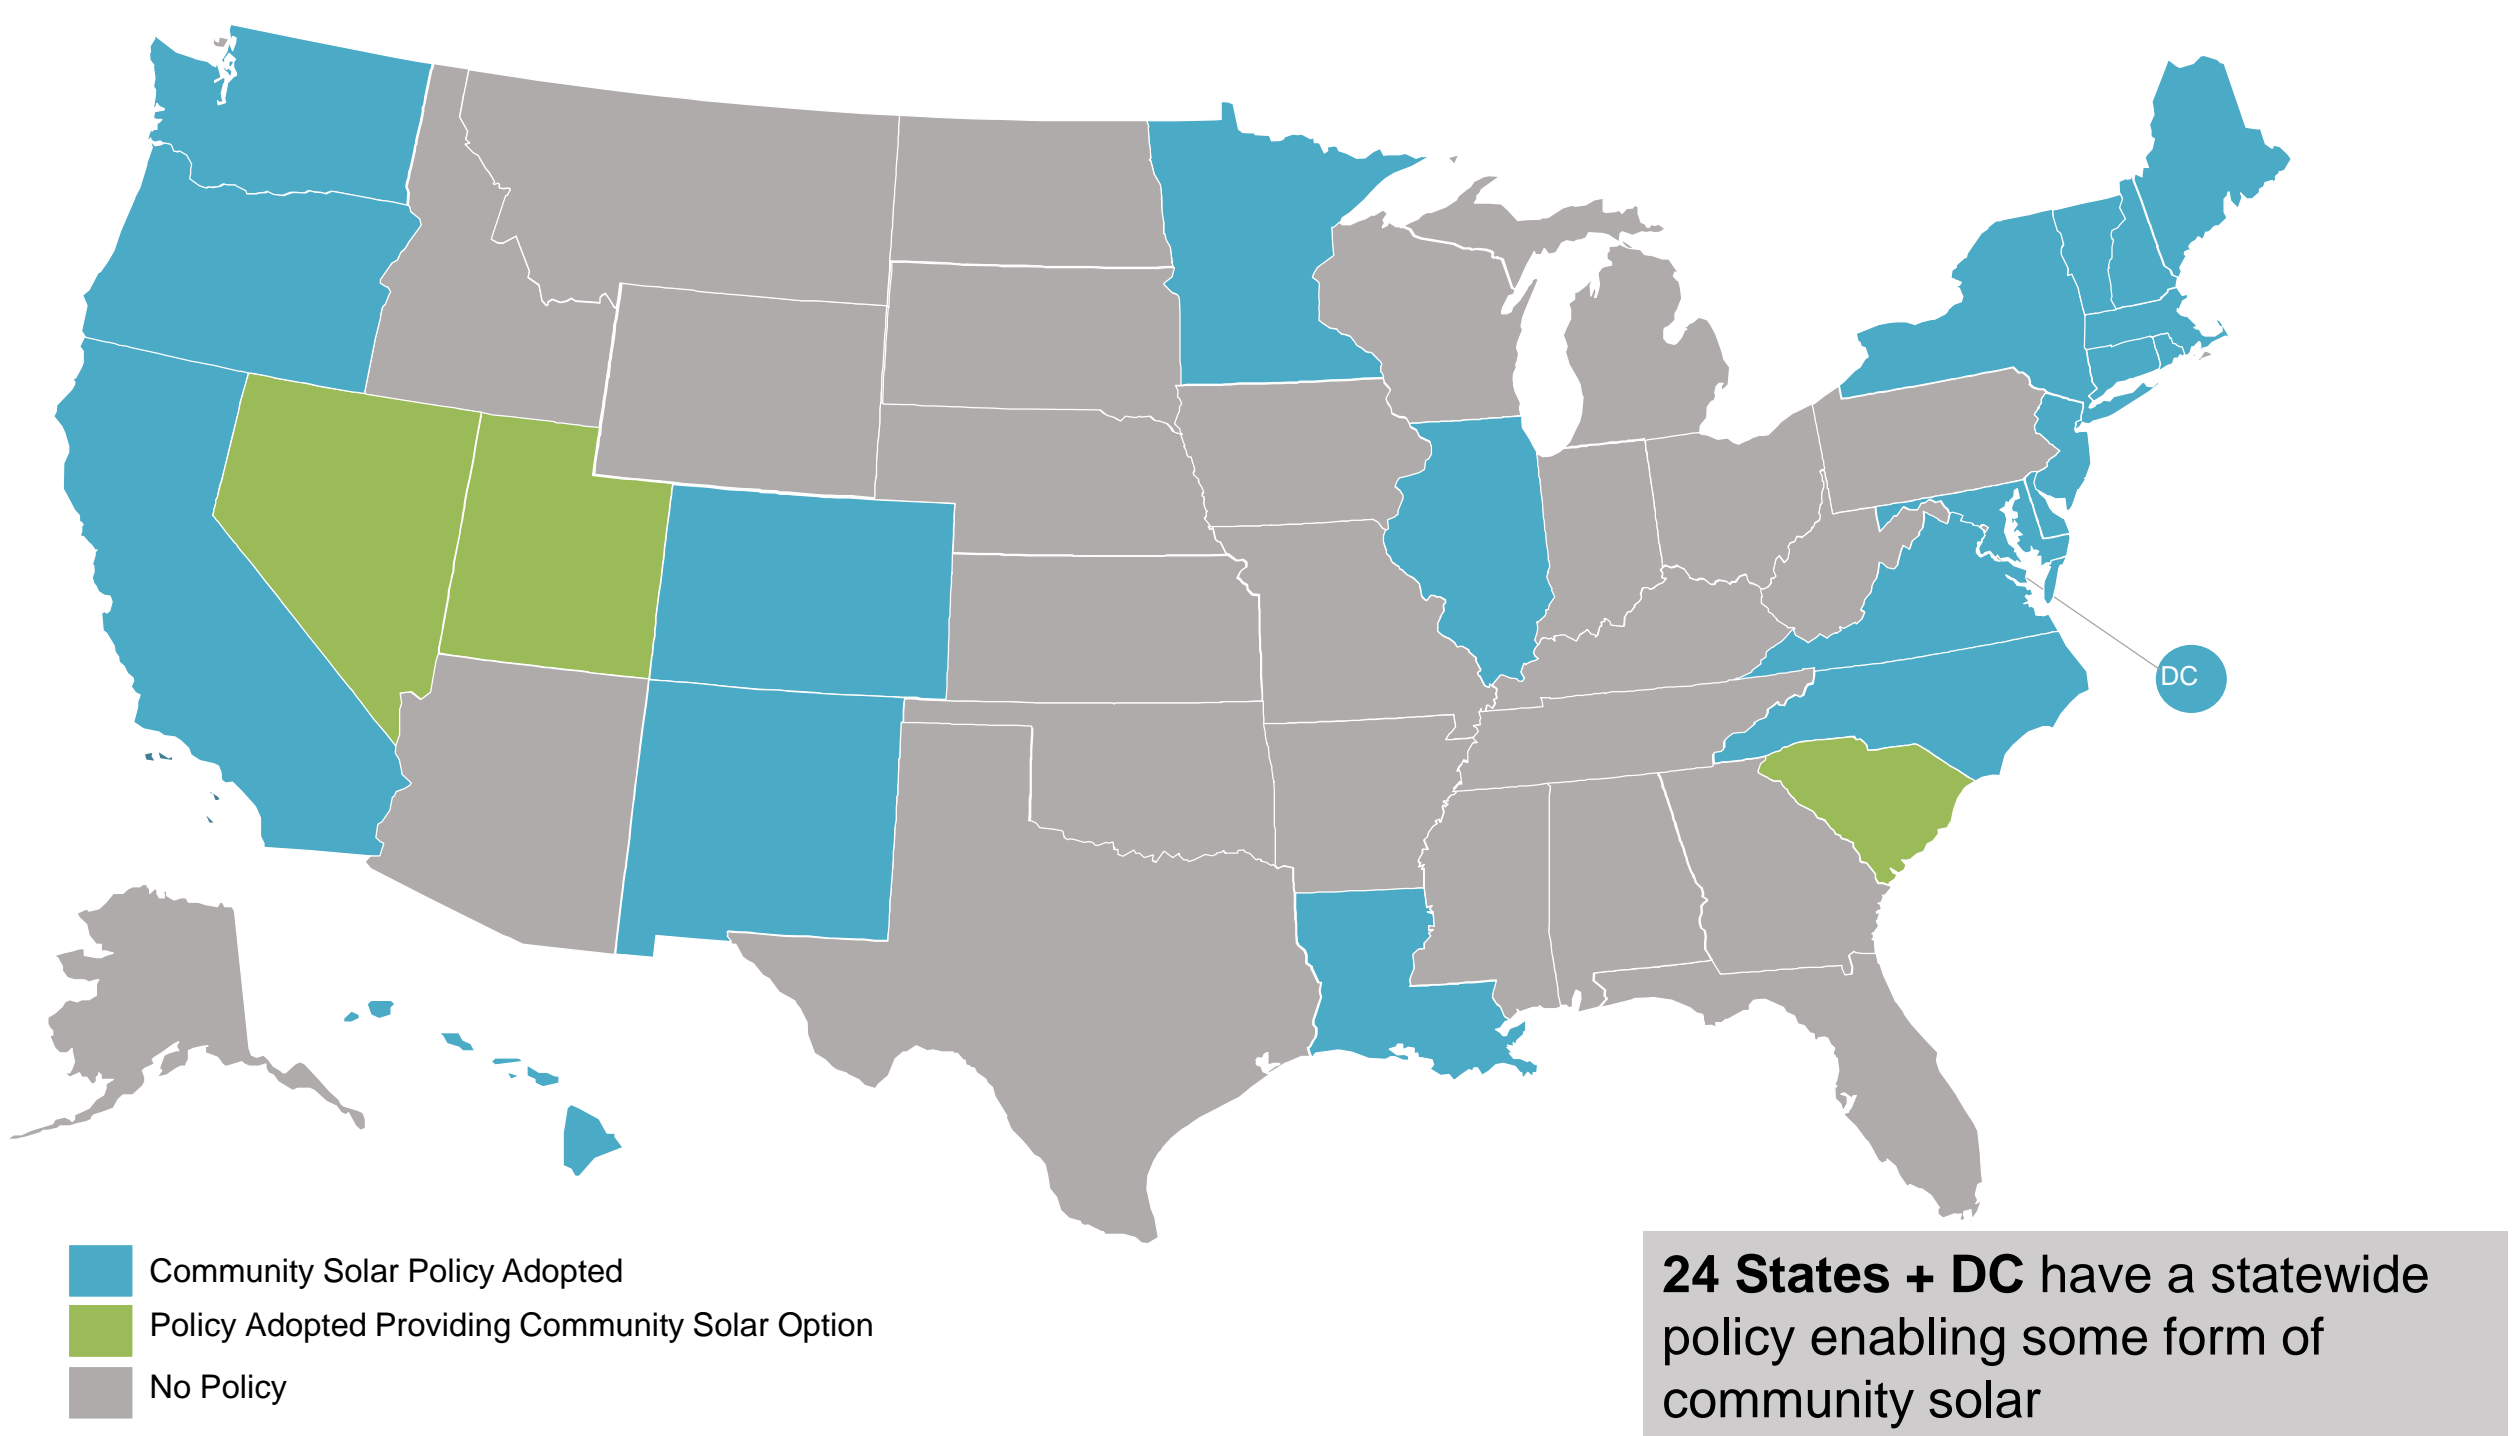 DC
Community Solar Policy Adopted
Policy Adopted Providing Community Solar Option
No Policy
24 States + DC have a statewide
policy enabling some form of
community solar